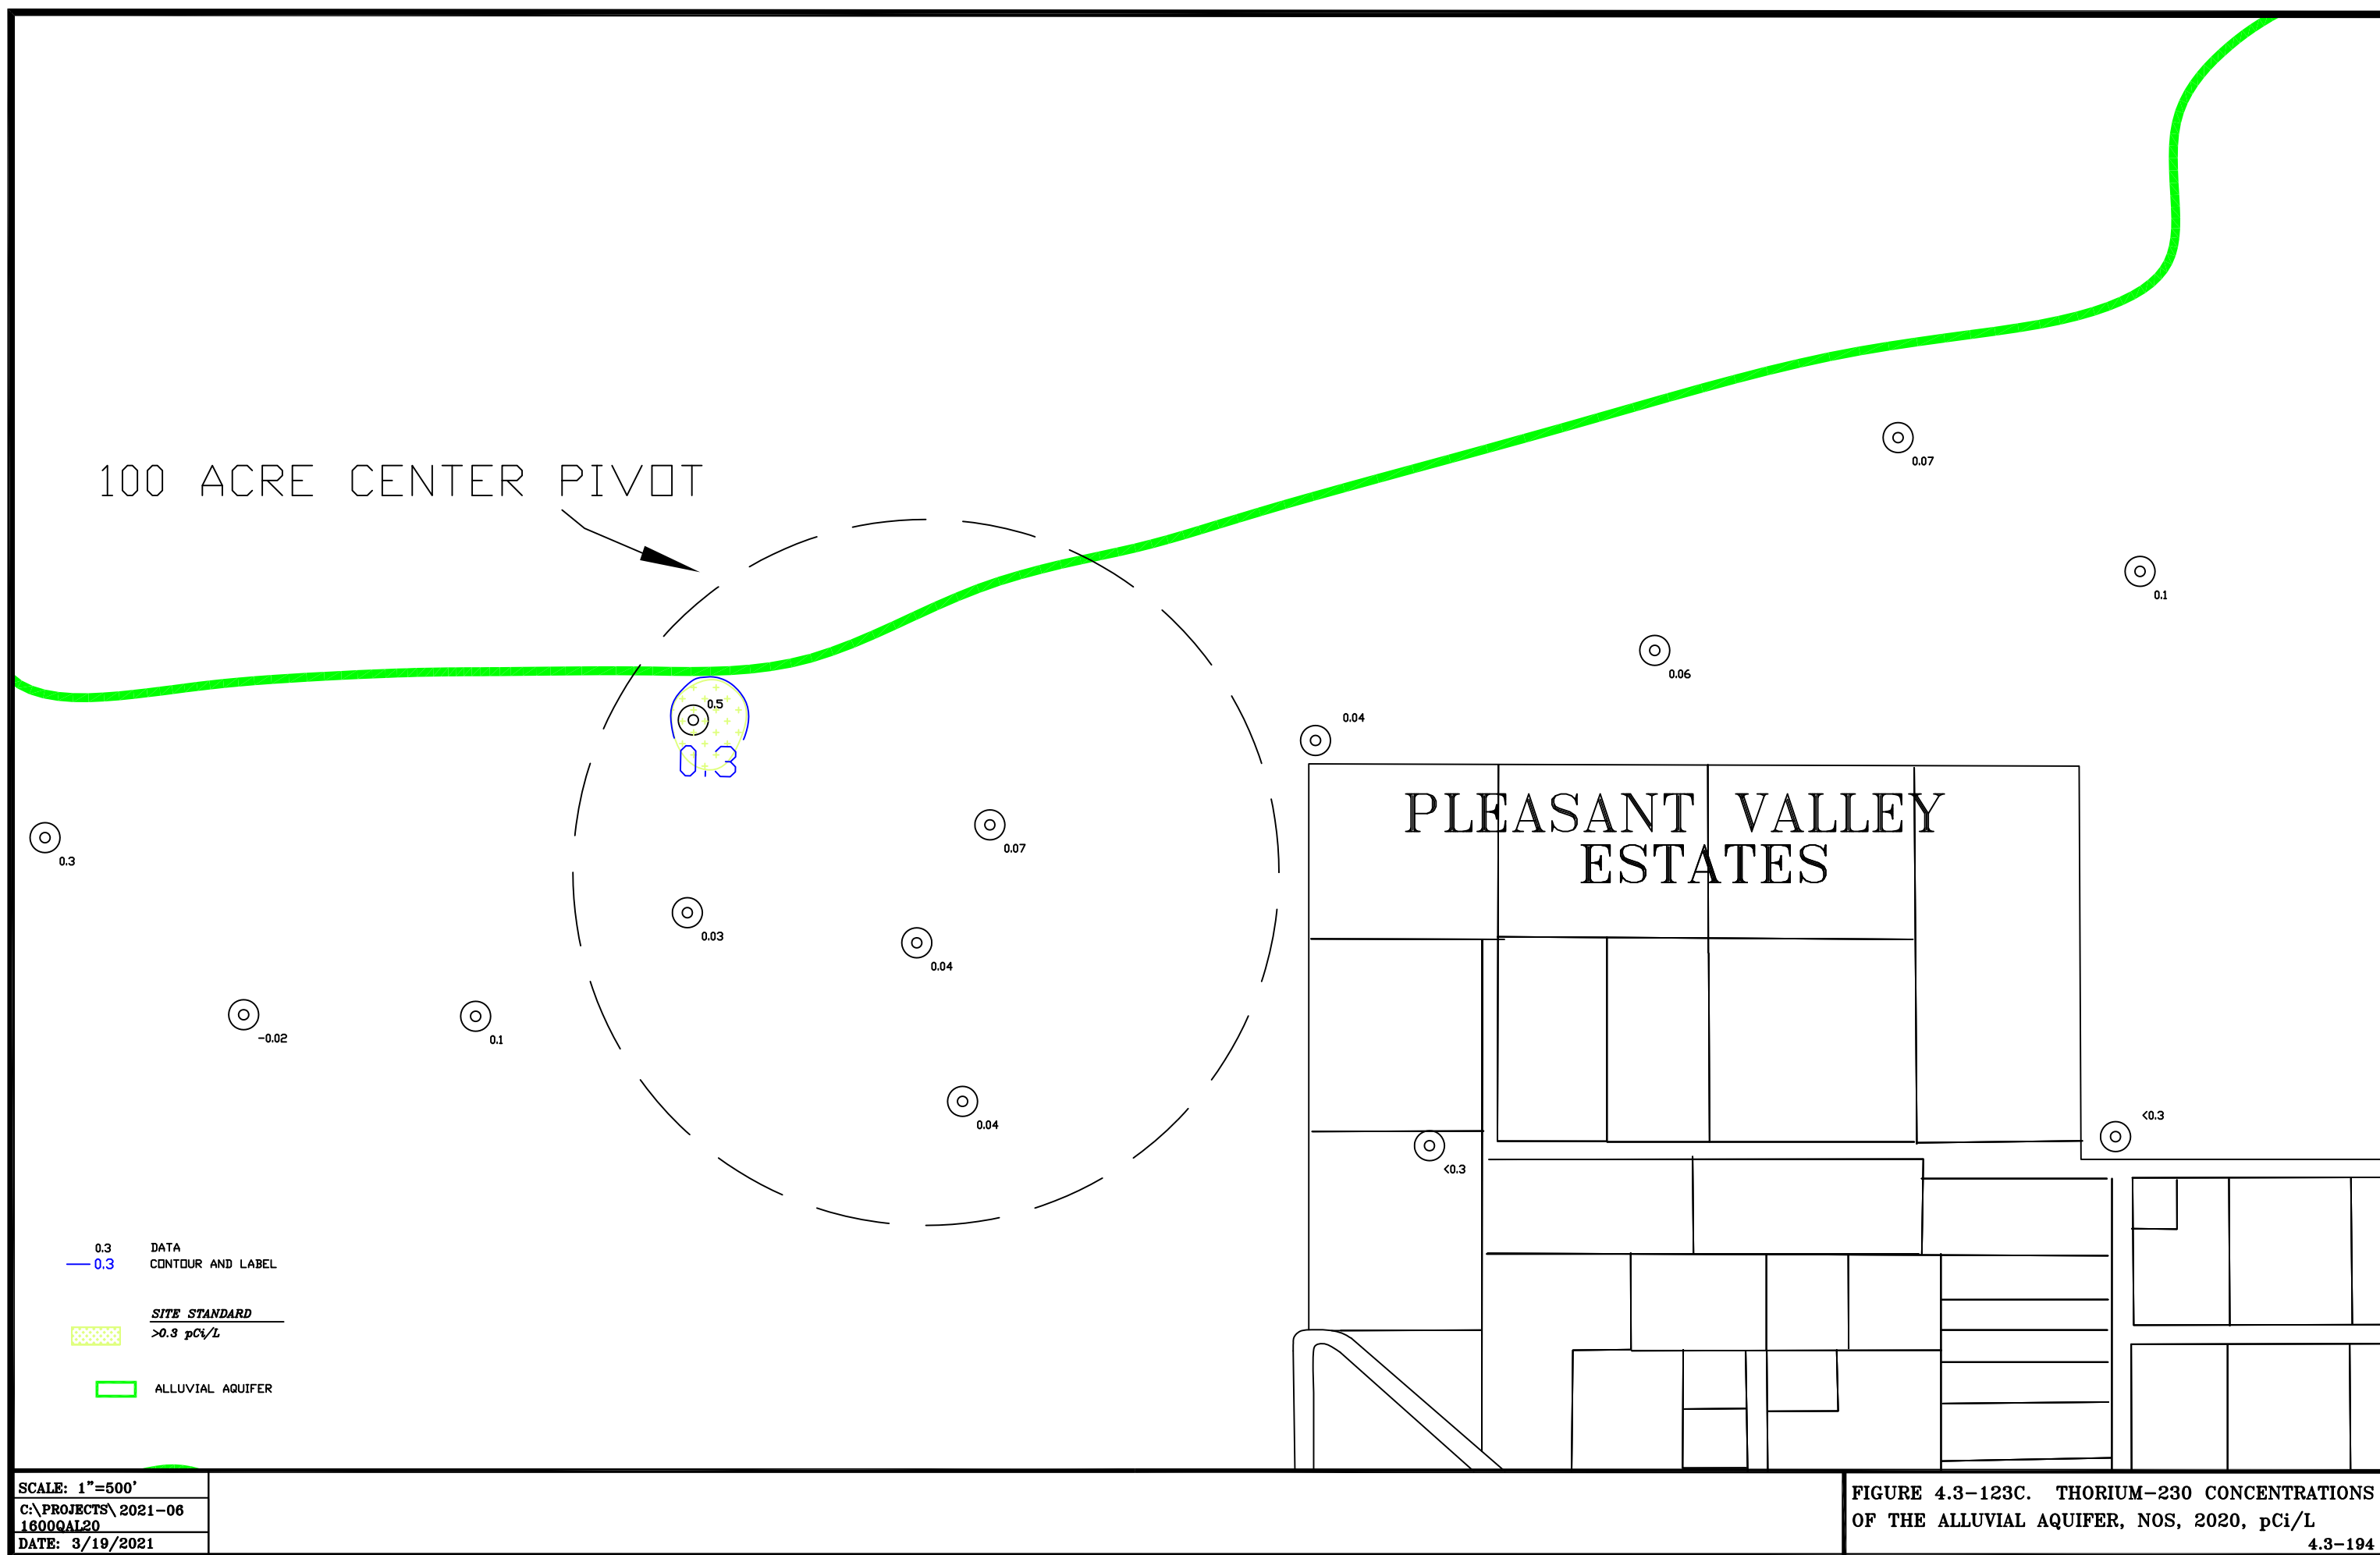 0.07
100 ACRE CENTER PIVOT
0.1
0.06
0.5
0.04
0.3
PLEASANT VALLEY
ESTATES
0.07
0.3
0.03
0.04
-0.02
0.1
0.04
<0.3
<0.3
0.3 DATA
0.3 CONTOUR AND LABEL
SITE STANDARD
>0.3 pCi/L
ALLUVIAL AQUIFER
SCALE: 1"=500'
C:\PROJECTS\2021-06
1600QAL20
DATE: 3/19/2021
FIGURE 4.3-123C. THORIUM-230 CONCENTRATIONS
OF THE ALLUVIAL AQUIFER, NOS, 2020, pCi/L
4.3-194